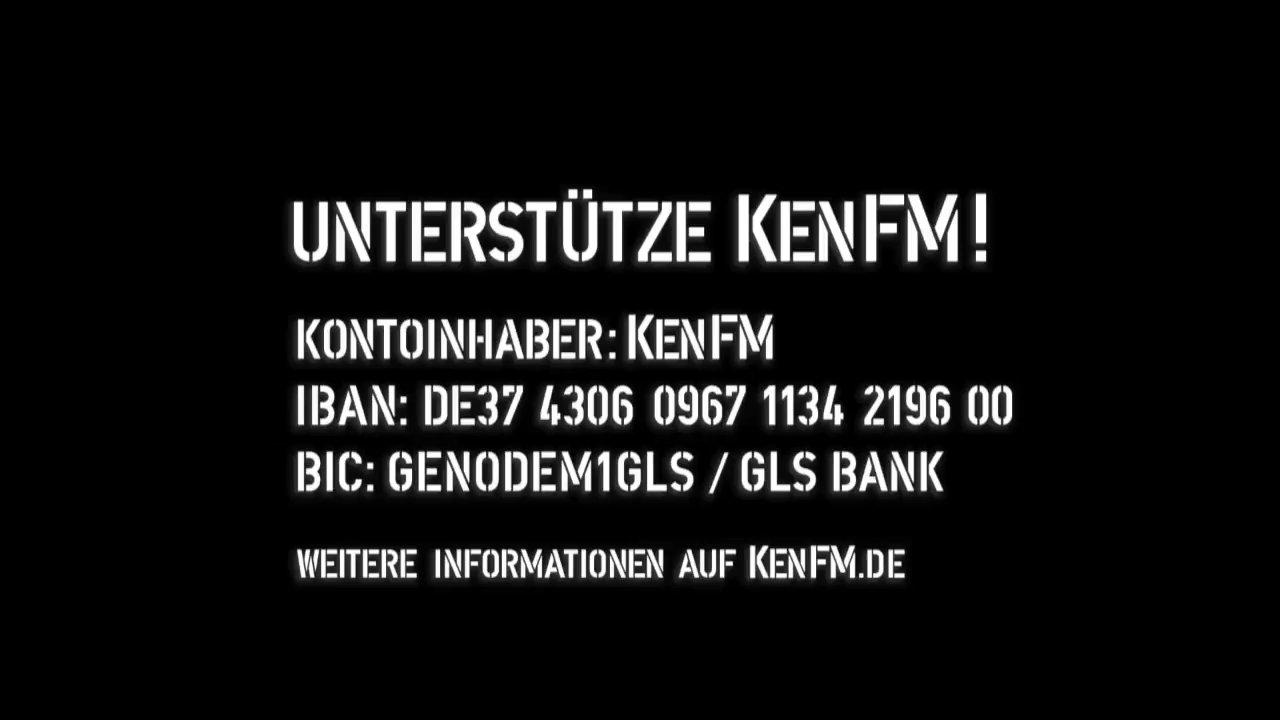 UNTERSTÜTZE KENFM!
KONTOINHABER: KENFM
IBAN: DE37 4306 0967 1134 2196 00
BIC: GENODEM1GLS / GLS BANK
WEITERE INFORMATIONEN AUF KENFM.DE